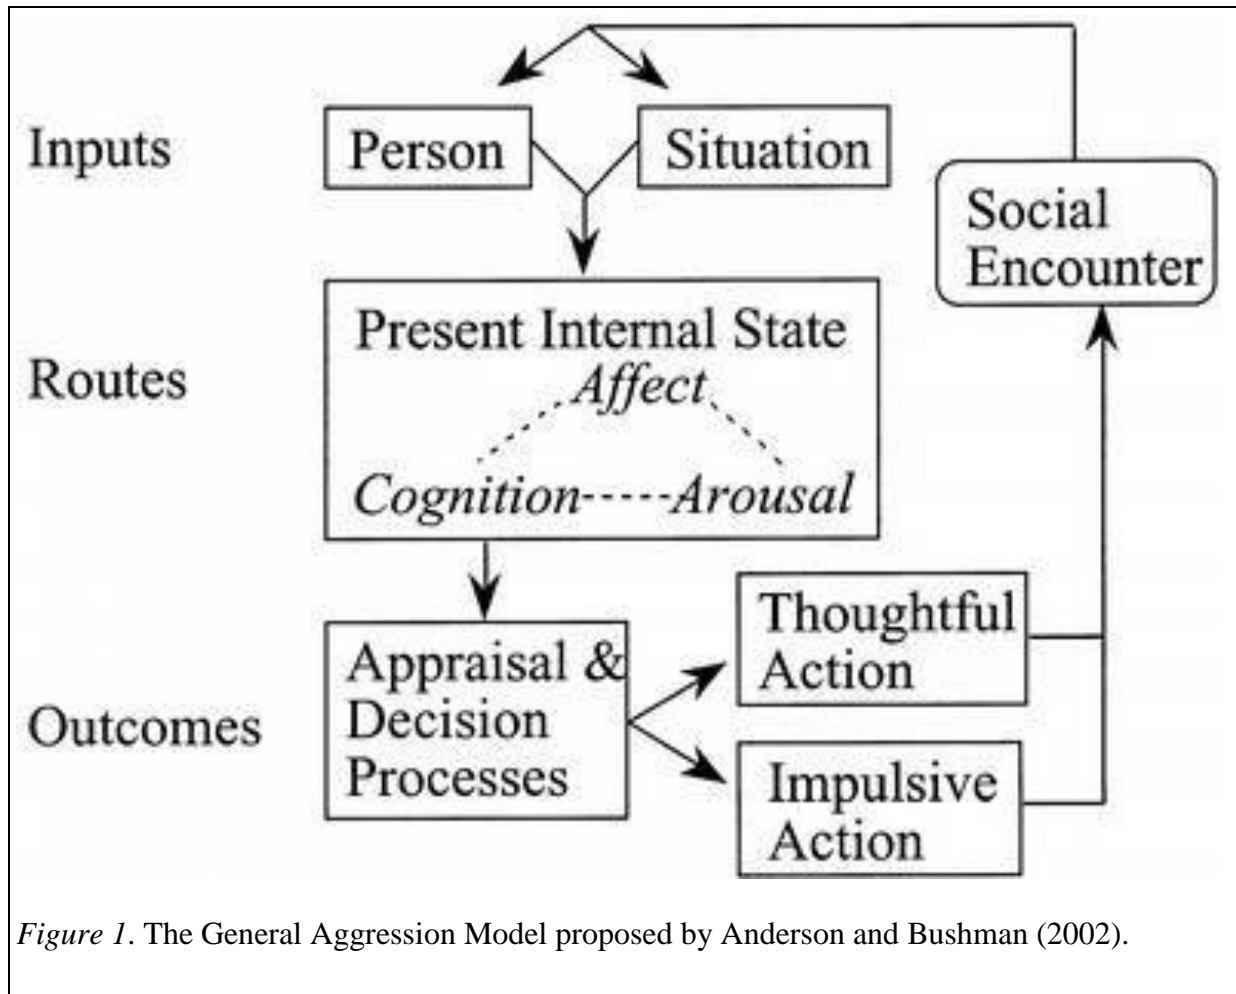 Inputs
Person
Situation
Social
Encounter
Routes
Present Internal State
Affect
Cognition
Arousal
Outcomes
Appraisal &
Decision
Processes
Thoughtful
Action
Impulsive
Action
Figure 1. The General Aggression Model proposed by Anderson and Bushman (2002).